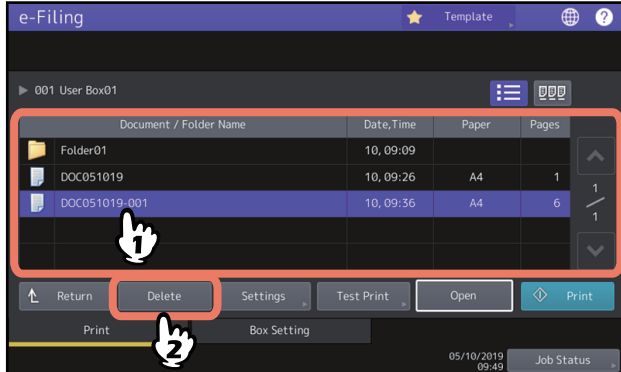 e-Filing Template ?
001 User Box01
Document / Folder Name Date,Time Paper Pages
Folder01 10, 09:09
DOC051019 10, 09:26 A4 1
DOC051019-001 10, 09:36 A4 6
1
1
1
Return Delete Settings Test Print Open Print
2
Print Box Setting
05/10/2019
09:49
Job Status